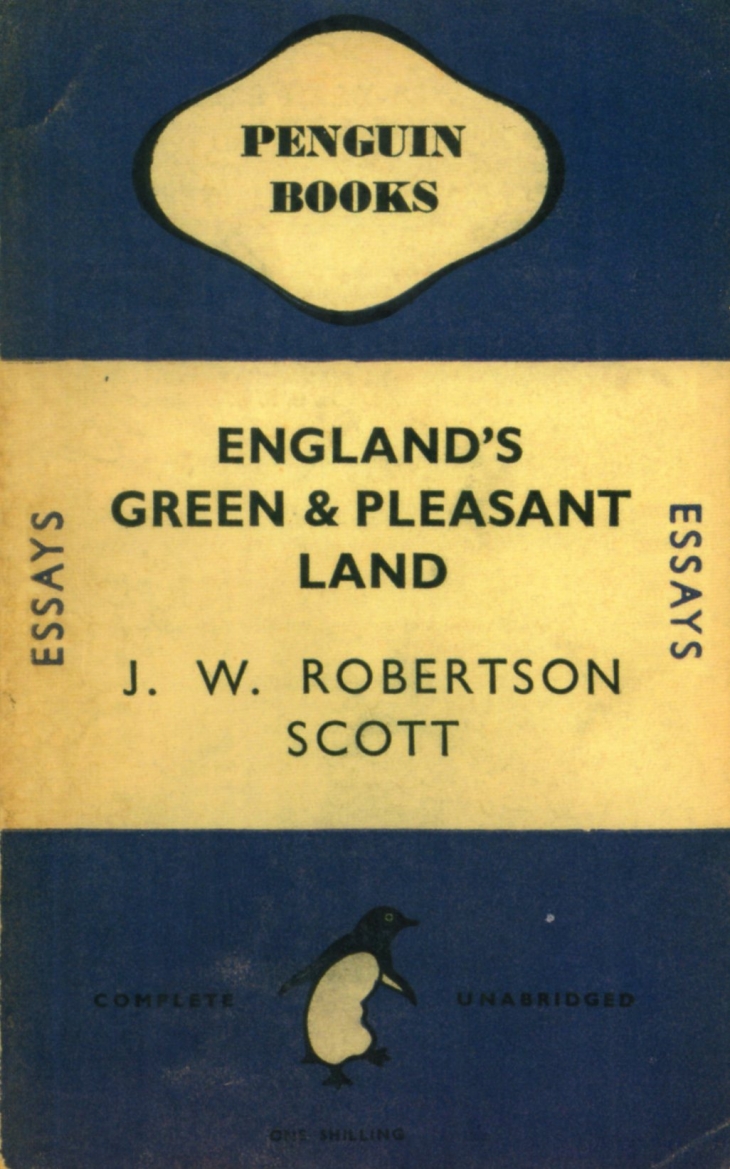 PENGUIN
BOOKS
ENGLAND'S
GREEN & PLEASANT
LAND
ESSAYS
ESSAYS
J. W. ROBERTSON
SCOTT
COMPLETE
UNABRIDGED
ONE SHILLING